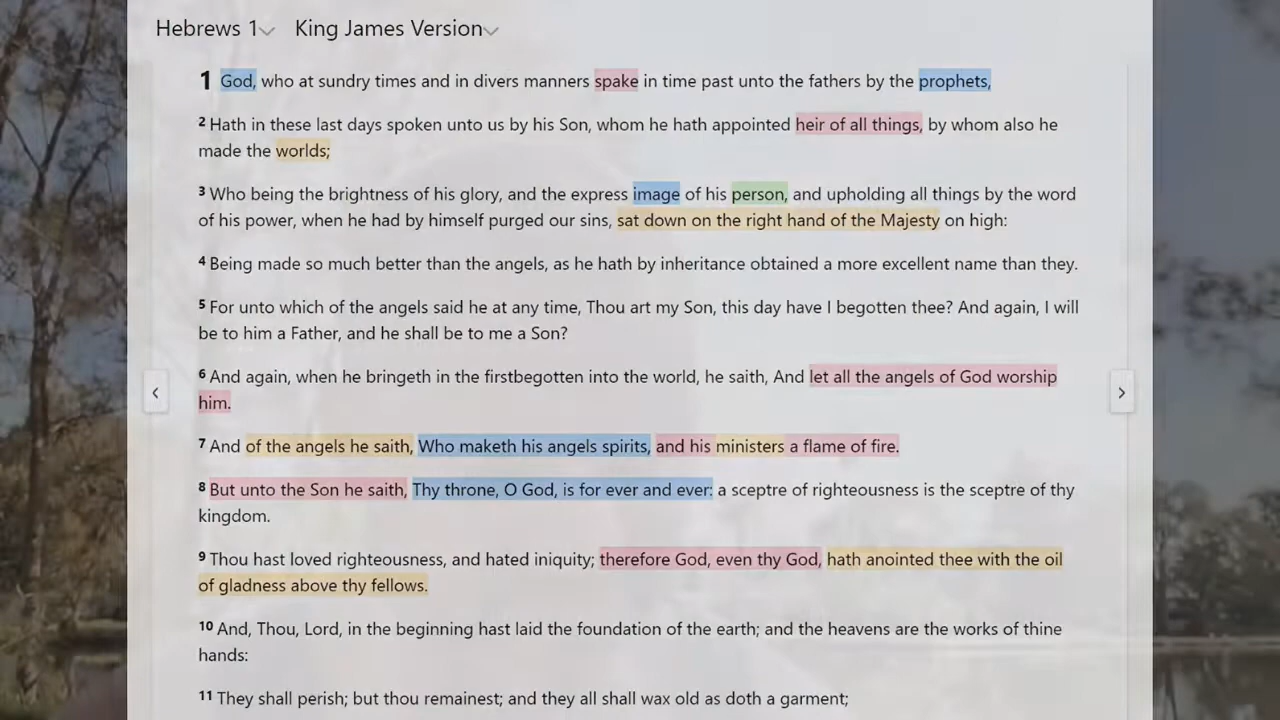 Hebrews 1 King James Version
1 God, who at sundry times and in divers manners spake in time past unto the fathers by the prophets,
2 Hath in these last days spoken unto us by his Son, whom he hath appointed heir of all things, by whom also he
made the worlds;
3 Who being the brightness of his glory, and the express image of his person, and upholding all things by the word
of his power, when he had by himself purged our sins, sat down on the right hand of the Majesty on high:
4 Being made so much better than the angels, as he hath by inheritance obtained a more excellent name than they.
5 For unto which of the angels said he at any time, Thou art my Son, this day have I begotten thee? And again, I will
be to him a Father, and he shall be to me a Son?
6 And again, when he bringeth in the firstbegotten into the world, he saith, And let all the angels of God worship
him.
7 And of the angels he saith, Who maketh his angels spirits, and his ministers a flame of fire.
8 But unto the Son he saith, Thy throne, O God, is for ever and ever: a sceptre of righteousness is the sceptre of thy
kingdom.
9 Thou hast loved righteousness, and hated iniquity; therefore God, even thy God, hath anointed thee with the oil
of gladness above thy fellows.
10 And, Thou, Lord, in the beginning hast laid the foundation of the earth; and the heavens are the works of thine
hands:
11 They shall perish; but thou remainest; and they all shall wax old as doth a garment;